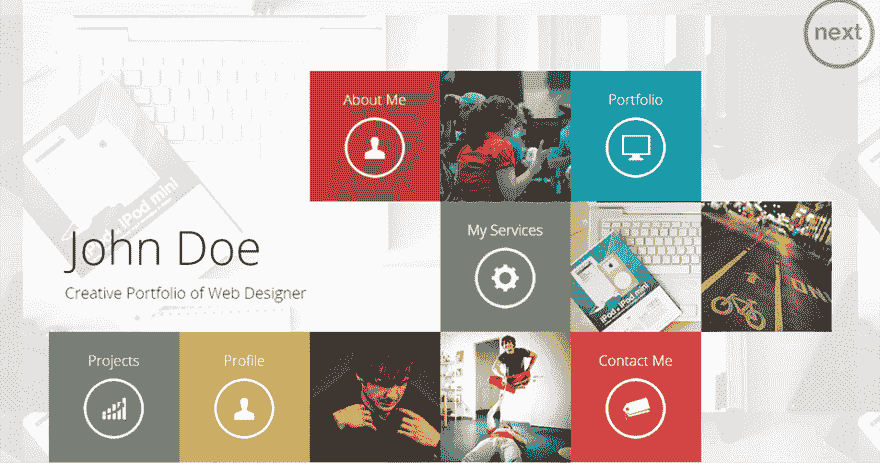 next
About Me
Portfolio
My Services
John Doe
Creative Portfolio of Web Designer
Projects
Profile
Contact Me
iPod & iPod mini